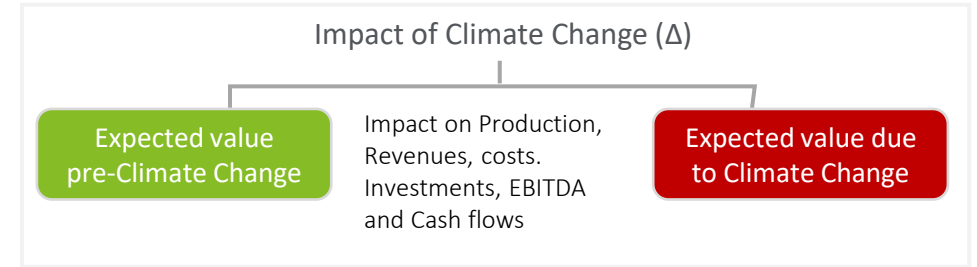 Impact of Climate Change (Δ)
Expected value
pre-Climate Change
Impact on Production,
Revenues, costs.
Investments, EBITDA
and Cash flows
Expected value due
to Climate Change